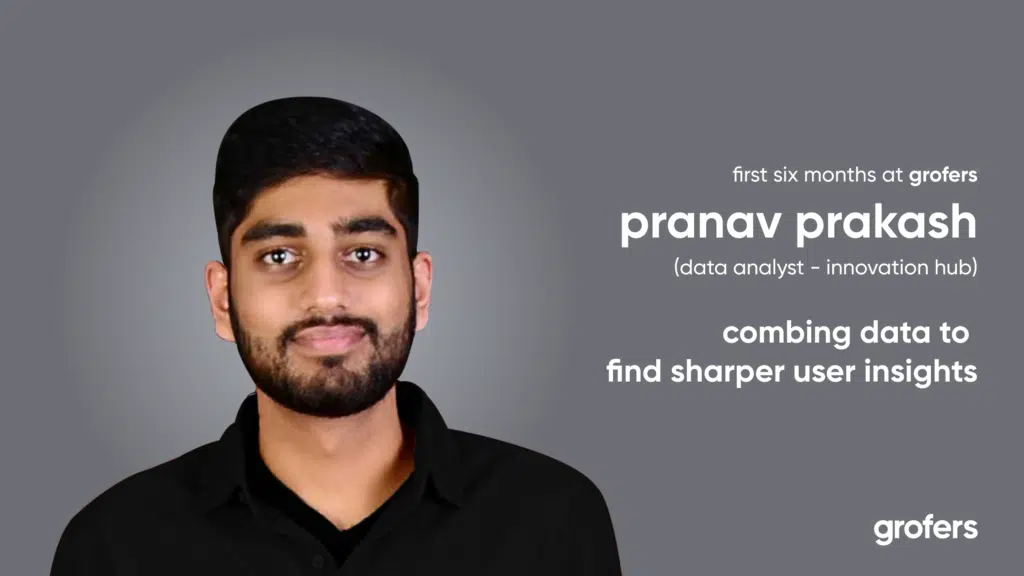 first six months at grofers
pranav prakash
(data analyst - innovation hub)
combing data to
find sharper user insights
grofers